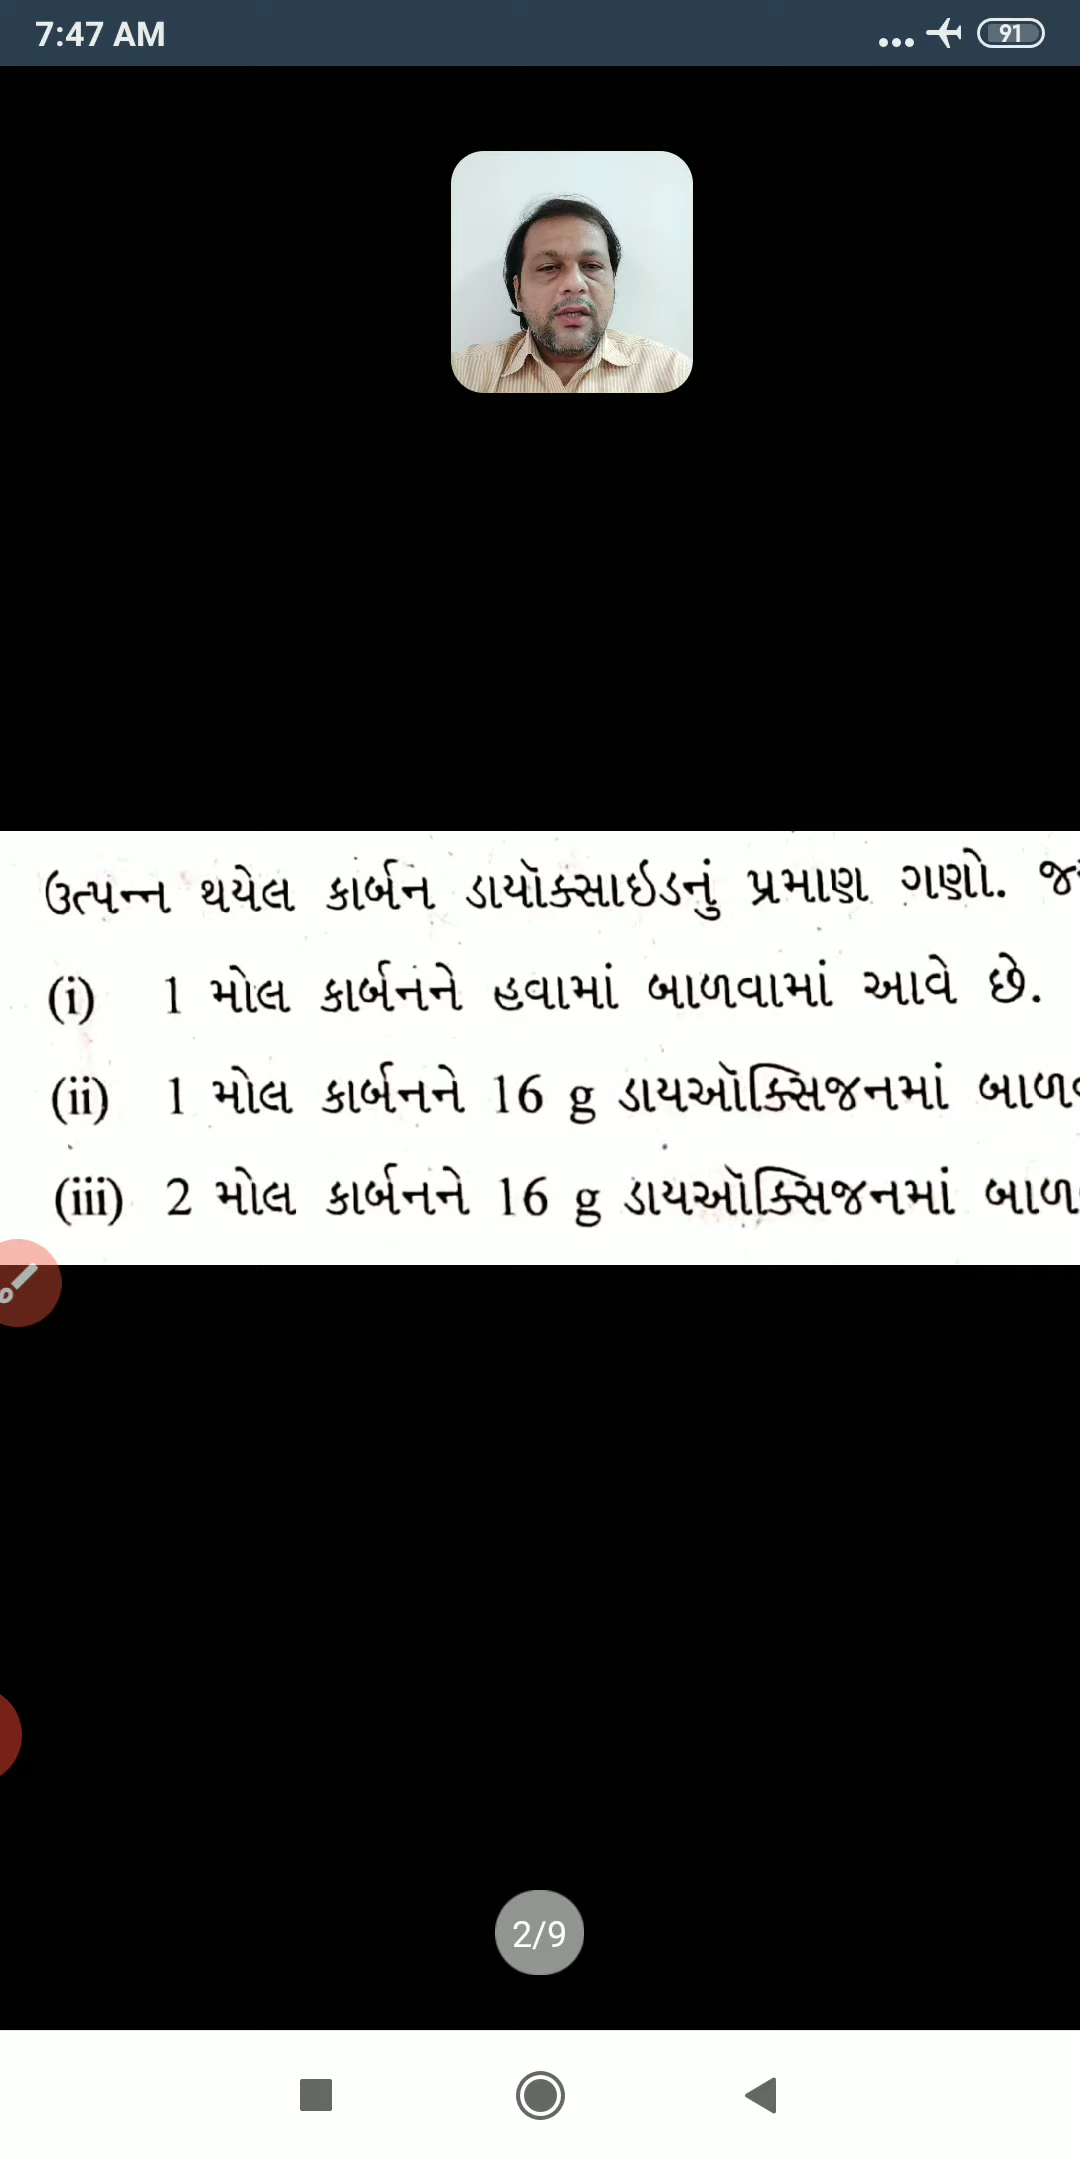 7:47 AM
91
ઉત્પન્ન થયેલ કાર્બન ડાયૉક્સાઇડનું પ્રમાણ ગણો.
(i) 1 મોલ કાર્બનને હવામાં બાળવામાં આવે છે.
(ii) 1 મોલ કાર્બનને 16 g ડાયઑક્સિજનમાં
(iii) 2 મોલ કાર્બનને 16 g ડાયઑક્સિજનમાં
2/9